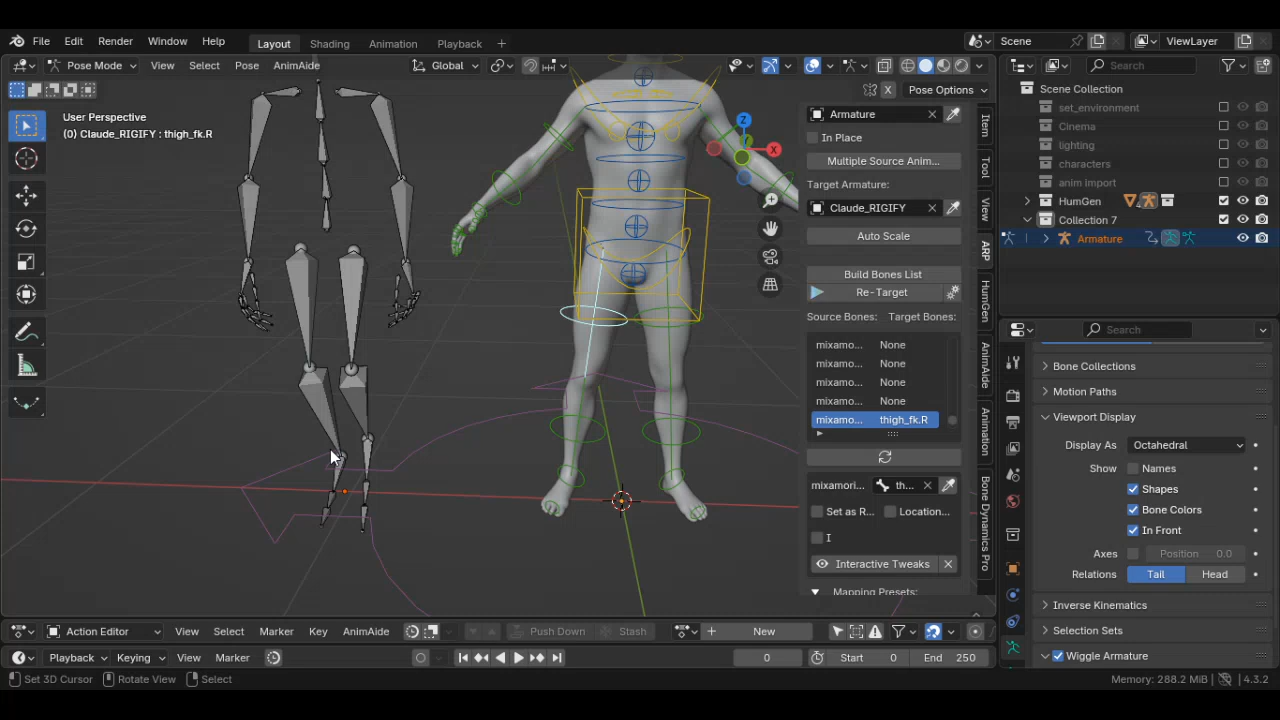 File Edit Render Window Help Layout Shading Animation Playback + Scene ViewLayer
Pose Mode View Select Pose AnimAide Global Search
X Pose Options
User Perspective
(0) Claude_RIGIFY : thigh_fk.R
Z
Y
X
Armature
In Place
Multiple Source Anim...
Target Armature:
Claude_RIGIFY
Auto Scale
Build Bones List
Re-Target
Source Bones: Target Bones:
mixamo... None
mixamo... None
mixamo... None
mixamo... None
mixamo... thigh_fk.R
mixamori... th...
Set as R... Location...
I
Interactive Tweaks
Mapping Presets:
Item
Tool
View
ARP
HumGen
AnimAide
Animation
Bone Dynamics Pro
Scene Collection
set_environment
Cinema
lighting
characters
anim import
HumGen
Collection 7
Armature
Search
Bone Collections
Motion Paths
Viewport Display
Display As Octahedral
Show Names
Shapes
Bone Colors
In Front
Axes Position 0.0
Relations Tail Head
Inverse Kinematics
Selection Sets
Wiggle Armature
Action Editor View Select Marker Key AnimAide Push Down Stash New
Playback Keying View Marker 0 Start 0 End 250
Set 3D Cursor Rotate View Select Memory: 288.2 MiB 4.3.2